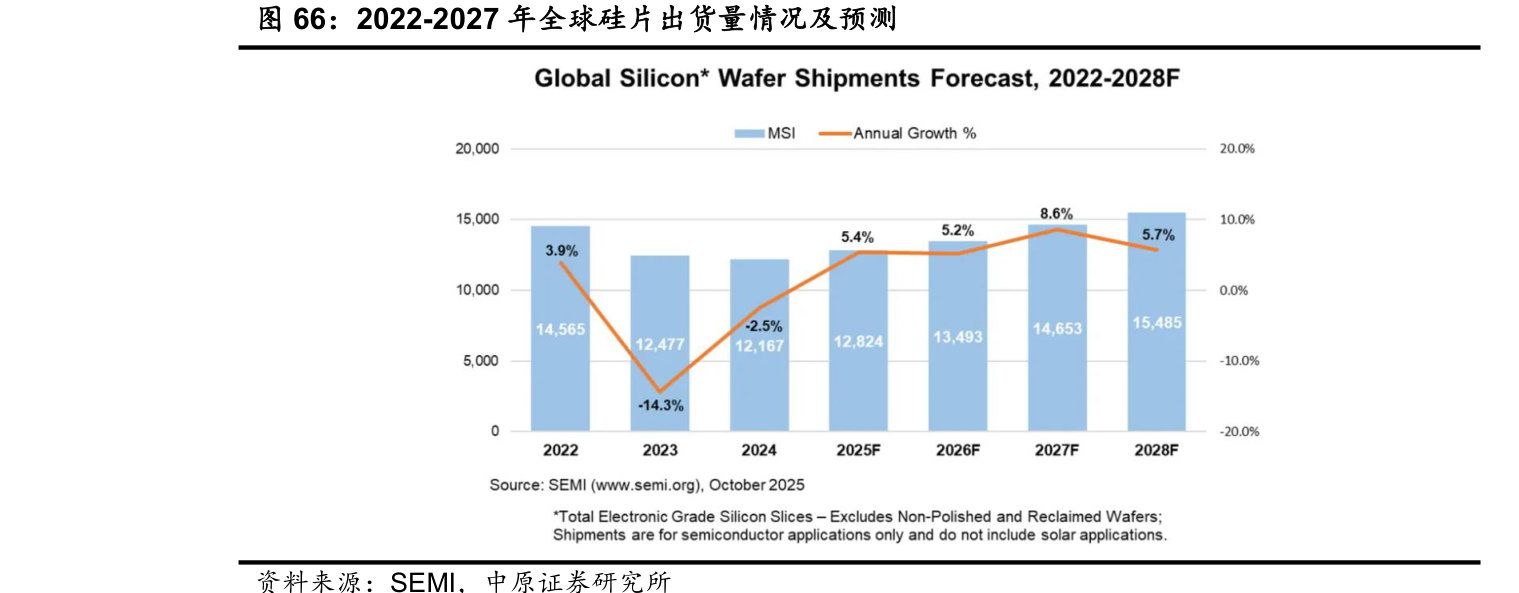 图 66：2022-2027 年全球硅片出货量情况及预测
Global Silicon* Wafer Shipments Forecast, 2022-2028F
MSI Annual Growth %
20,000 20.0%
15,000 10.0%
10,000 0.0%
5,000 -10.0%
0 -20.0%
3.9% -14.3% -2.5% 5.4% 5.2% 8.6% 5.7%
14,565 12,477 12,167 12,824 13,493 14,653 15,485
2022 2023 2024 2025F 2026F 2027F 2028F
Source: SEMI (www.semi.org), October 2025
*Total Electronic Grade Silicon Slices – Excludes Non-Polished and Reclaimed Wafers;
Shipments are for semiconductor applications only and do not include solar applications.
资料来源：SEMI，中原证券研究所